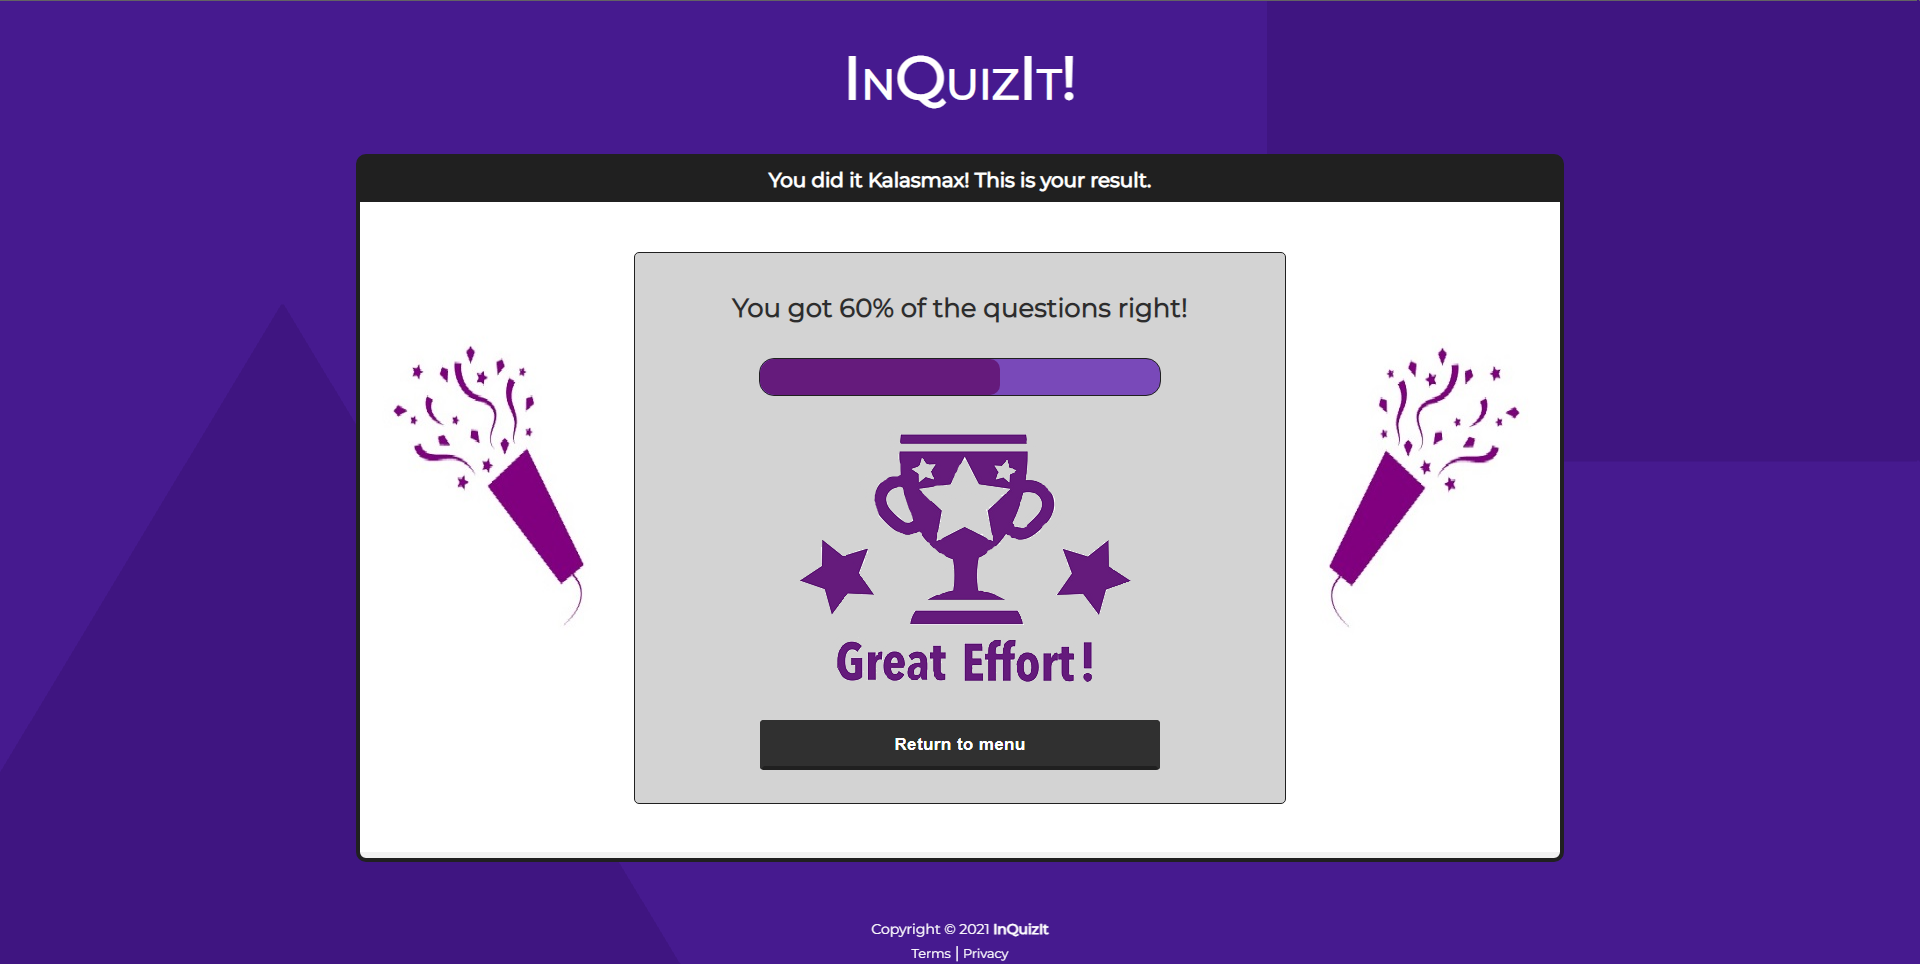 InQuizIt!
You did it Kalasmax! This is your result.
You got 60% of the questions right!
Great Effort!
Return to menu
Copyright © 2021 InQuizIt
Terms | Privacy